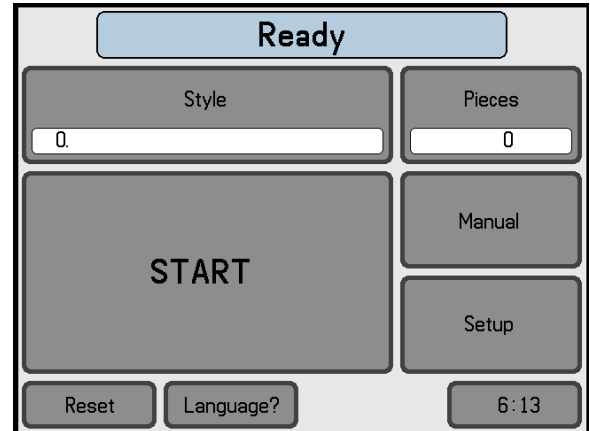 Ready
Style
Pieces
0.
0
START
Manual
Setup
Reset
Language?
6:13